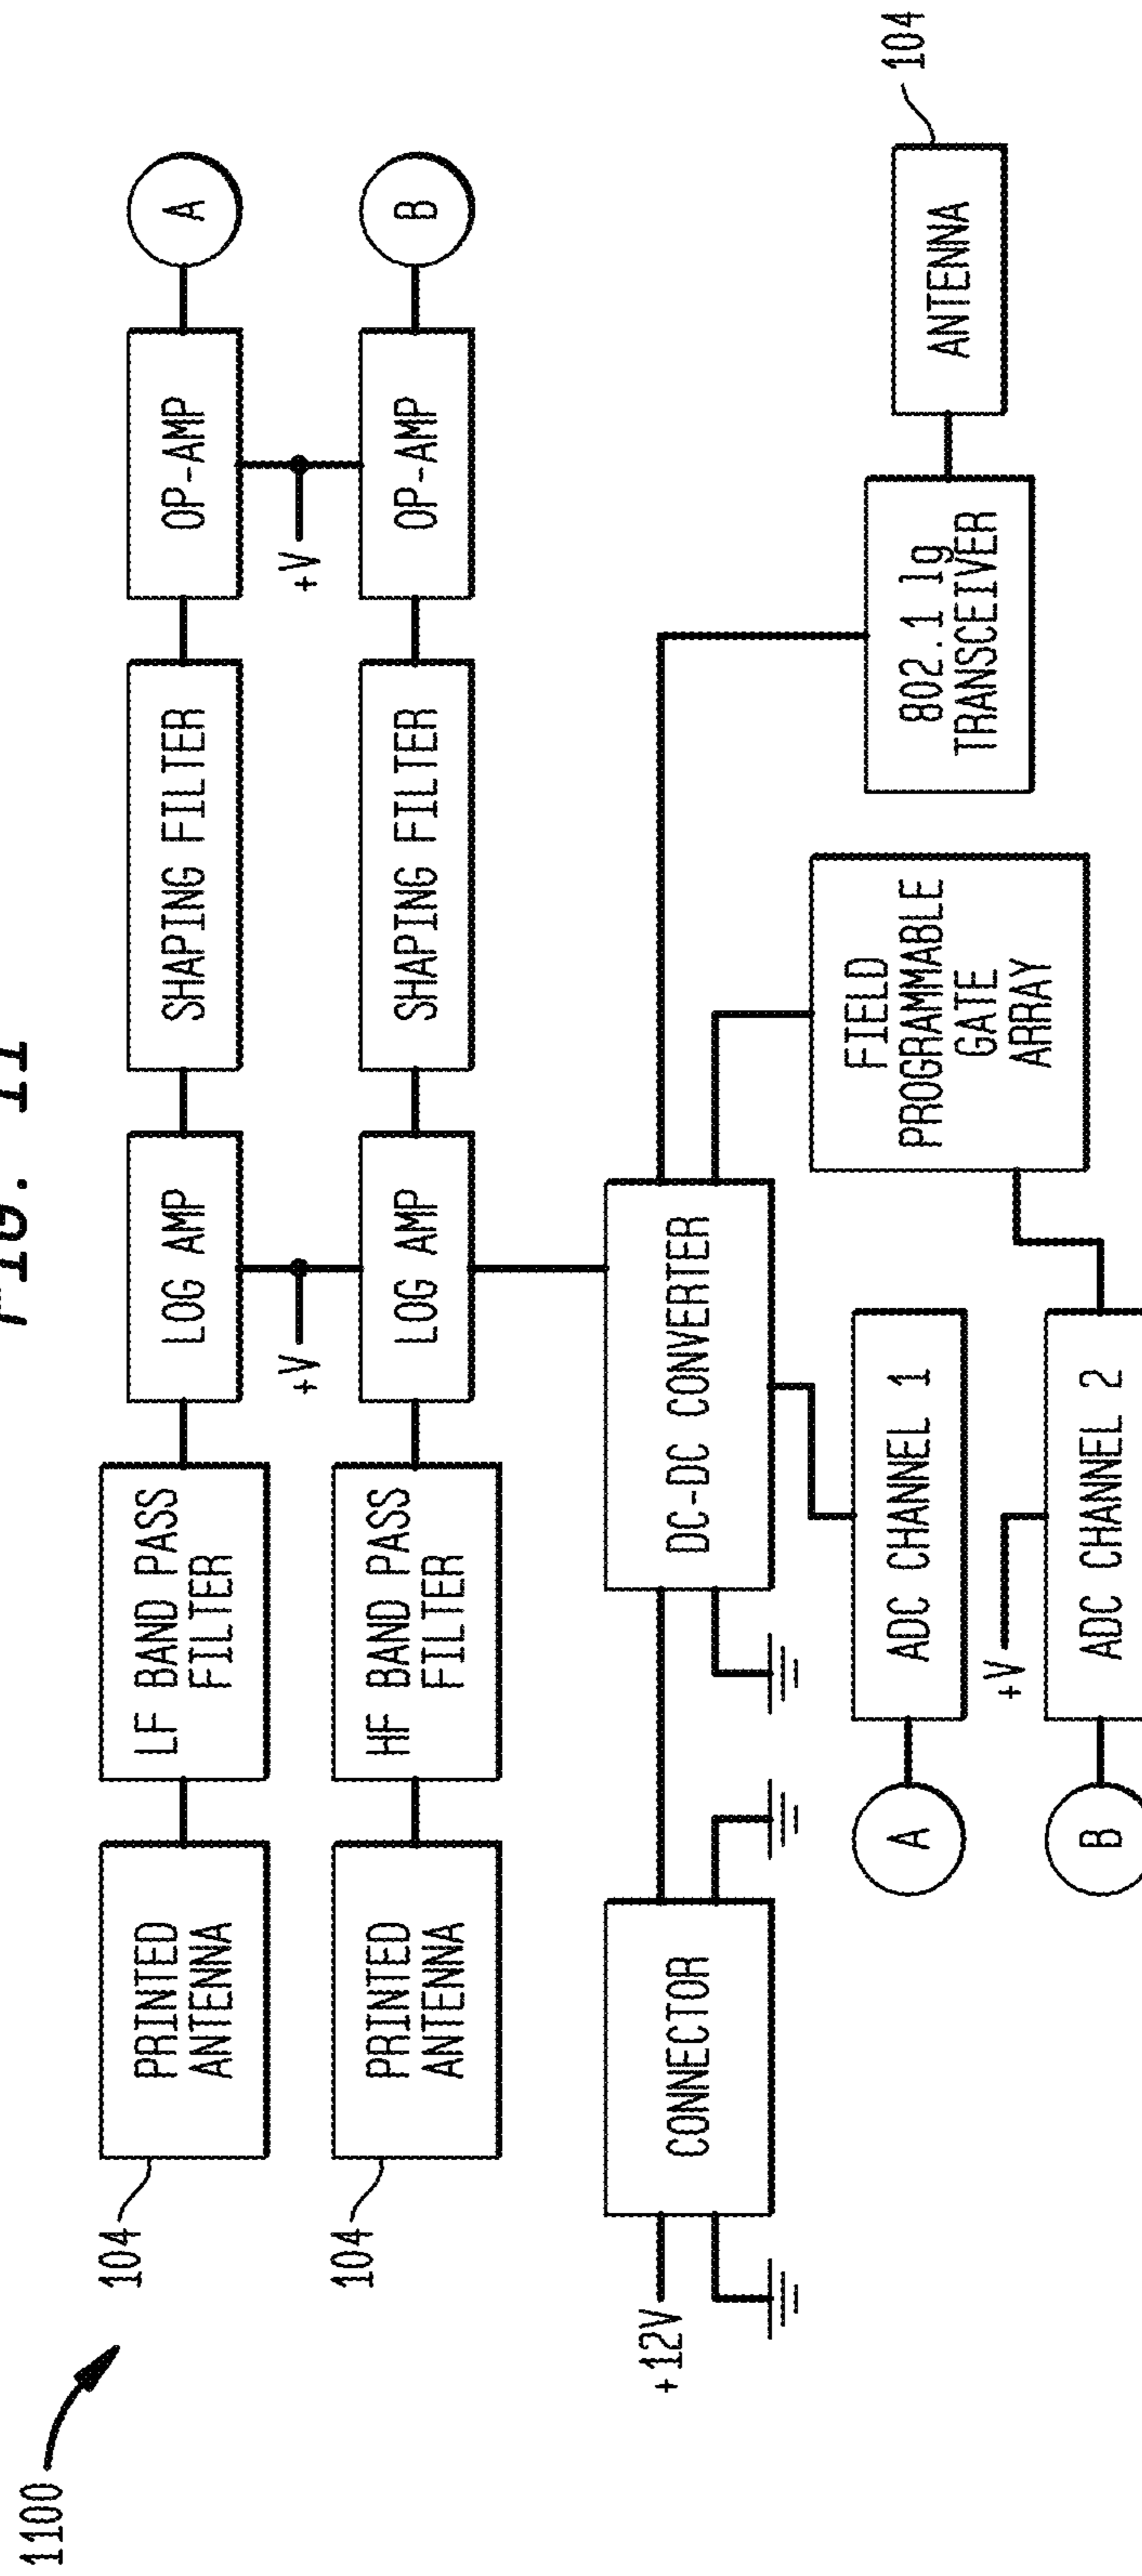 FIG. 11
1100
104
PRINTED
ANTENNA
LF BAND PASS
FILTER
LOG AMP
SHAPING FILTER
OP-AMP
A
+V
+V
104
PRINTED
ANTENNA
HF BAND PASS
FILTER
LOG AMP
SHAPING FILTER
OP-AMP
B
+12V
CONNECTOR
DC-DC CONVERTER
802.1 1g
TRANSCEIVER
ANTENNA
104
FIELD
PROGRAMMABLE
GATE
ARRAY
A
ADC CHANNEL 1
+V
B
ADC CHANNEL 2